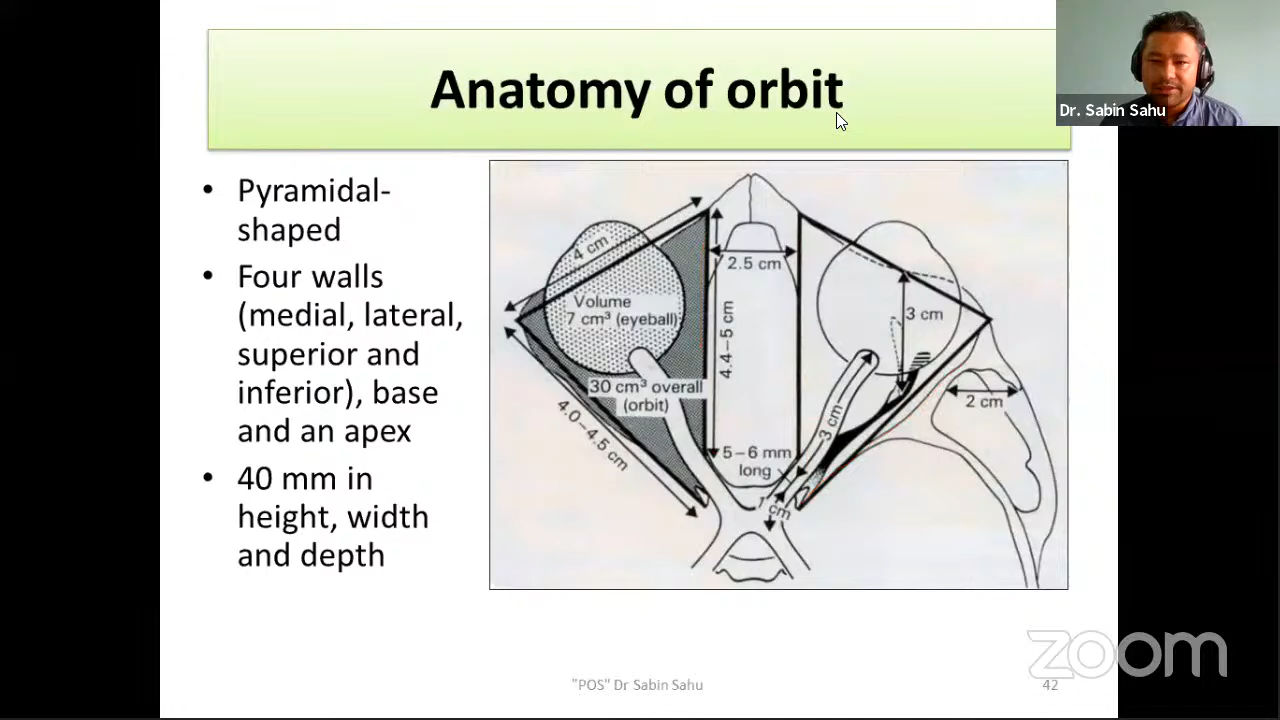 Anatomy of orbit
Dr. Sabin Sahu
• Pyramidal-
shaped
• Four walls
(medial, lateral,
superior and
inferior), base
and an apex
• 40 mm in
height, width
and depth
4 cm
Volume
7 cm³ (eyeball)
30 cm³ overall
(orbit)
4.0–4.5 cm
2.5 cm
4.4–5 cm
5–6 mm
long
1 cm
3 cm
3 cm
2 cm
zoom
"POS" Dr Sabin Sahu
42